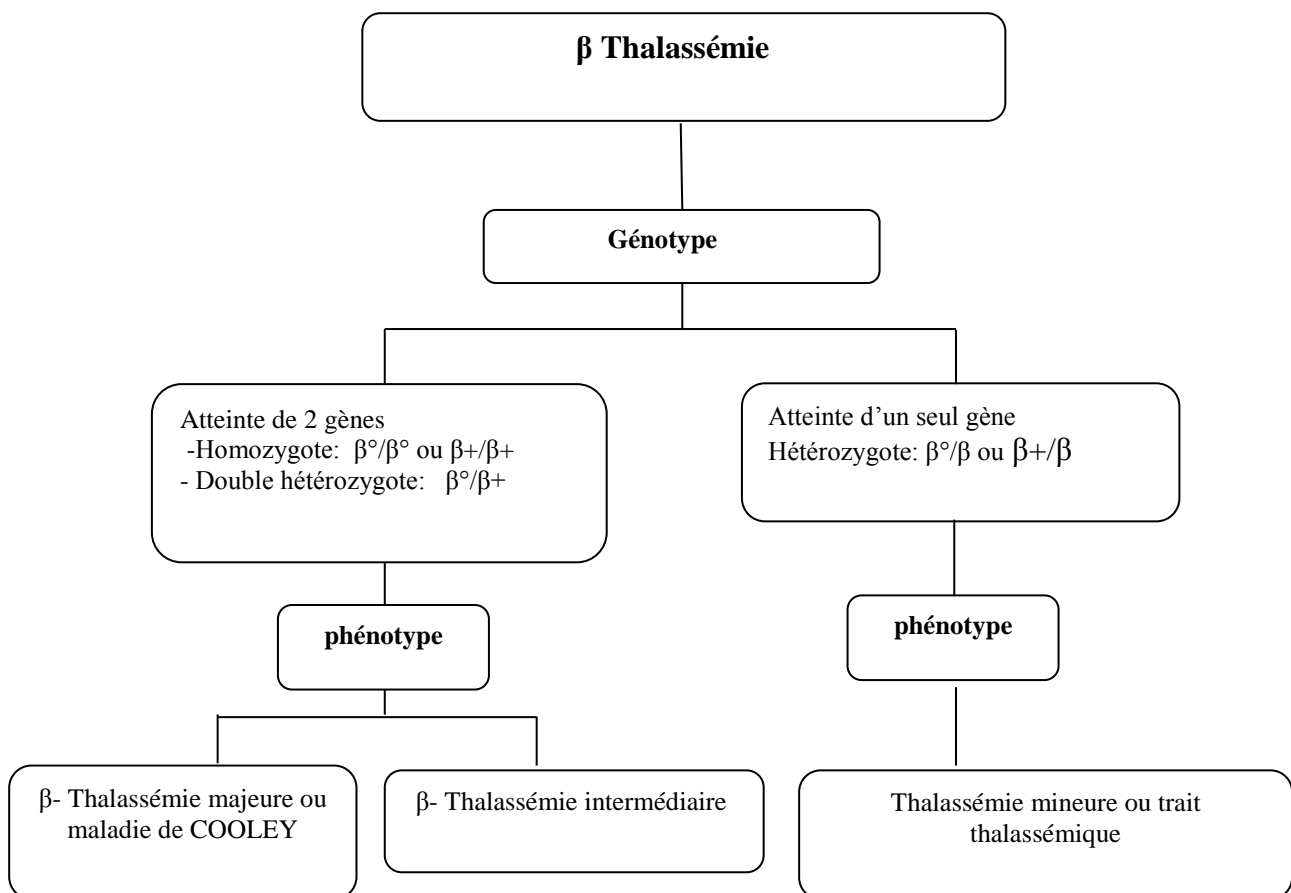 β Thalassémie
Génotype
Atteinte de 2 gènes
-Homozygote: β°/β° ou β+/β+
- Double hétérozygote: β°/β+
Atteinte d’un seul gène
Hétérozygote: β°/β ou β+/β
phénotype
phénotype
β- Thalassémie majeure ou
maladie de COOLEY
β- Thalassémie intermédiaire
Thalassémie mineure ou trait
thalassémique